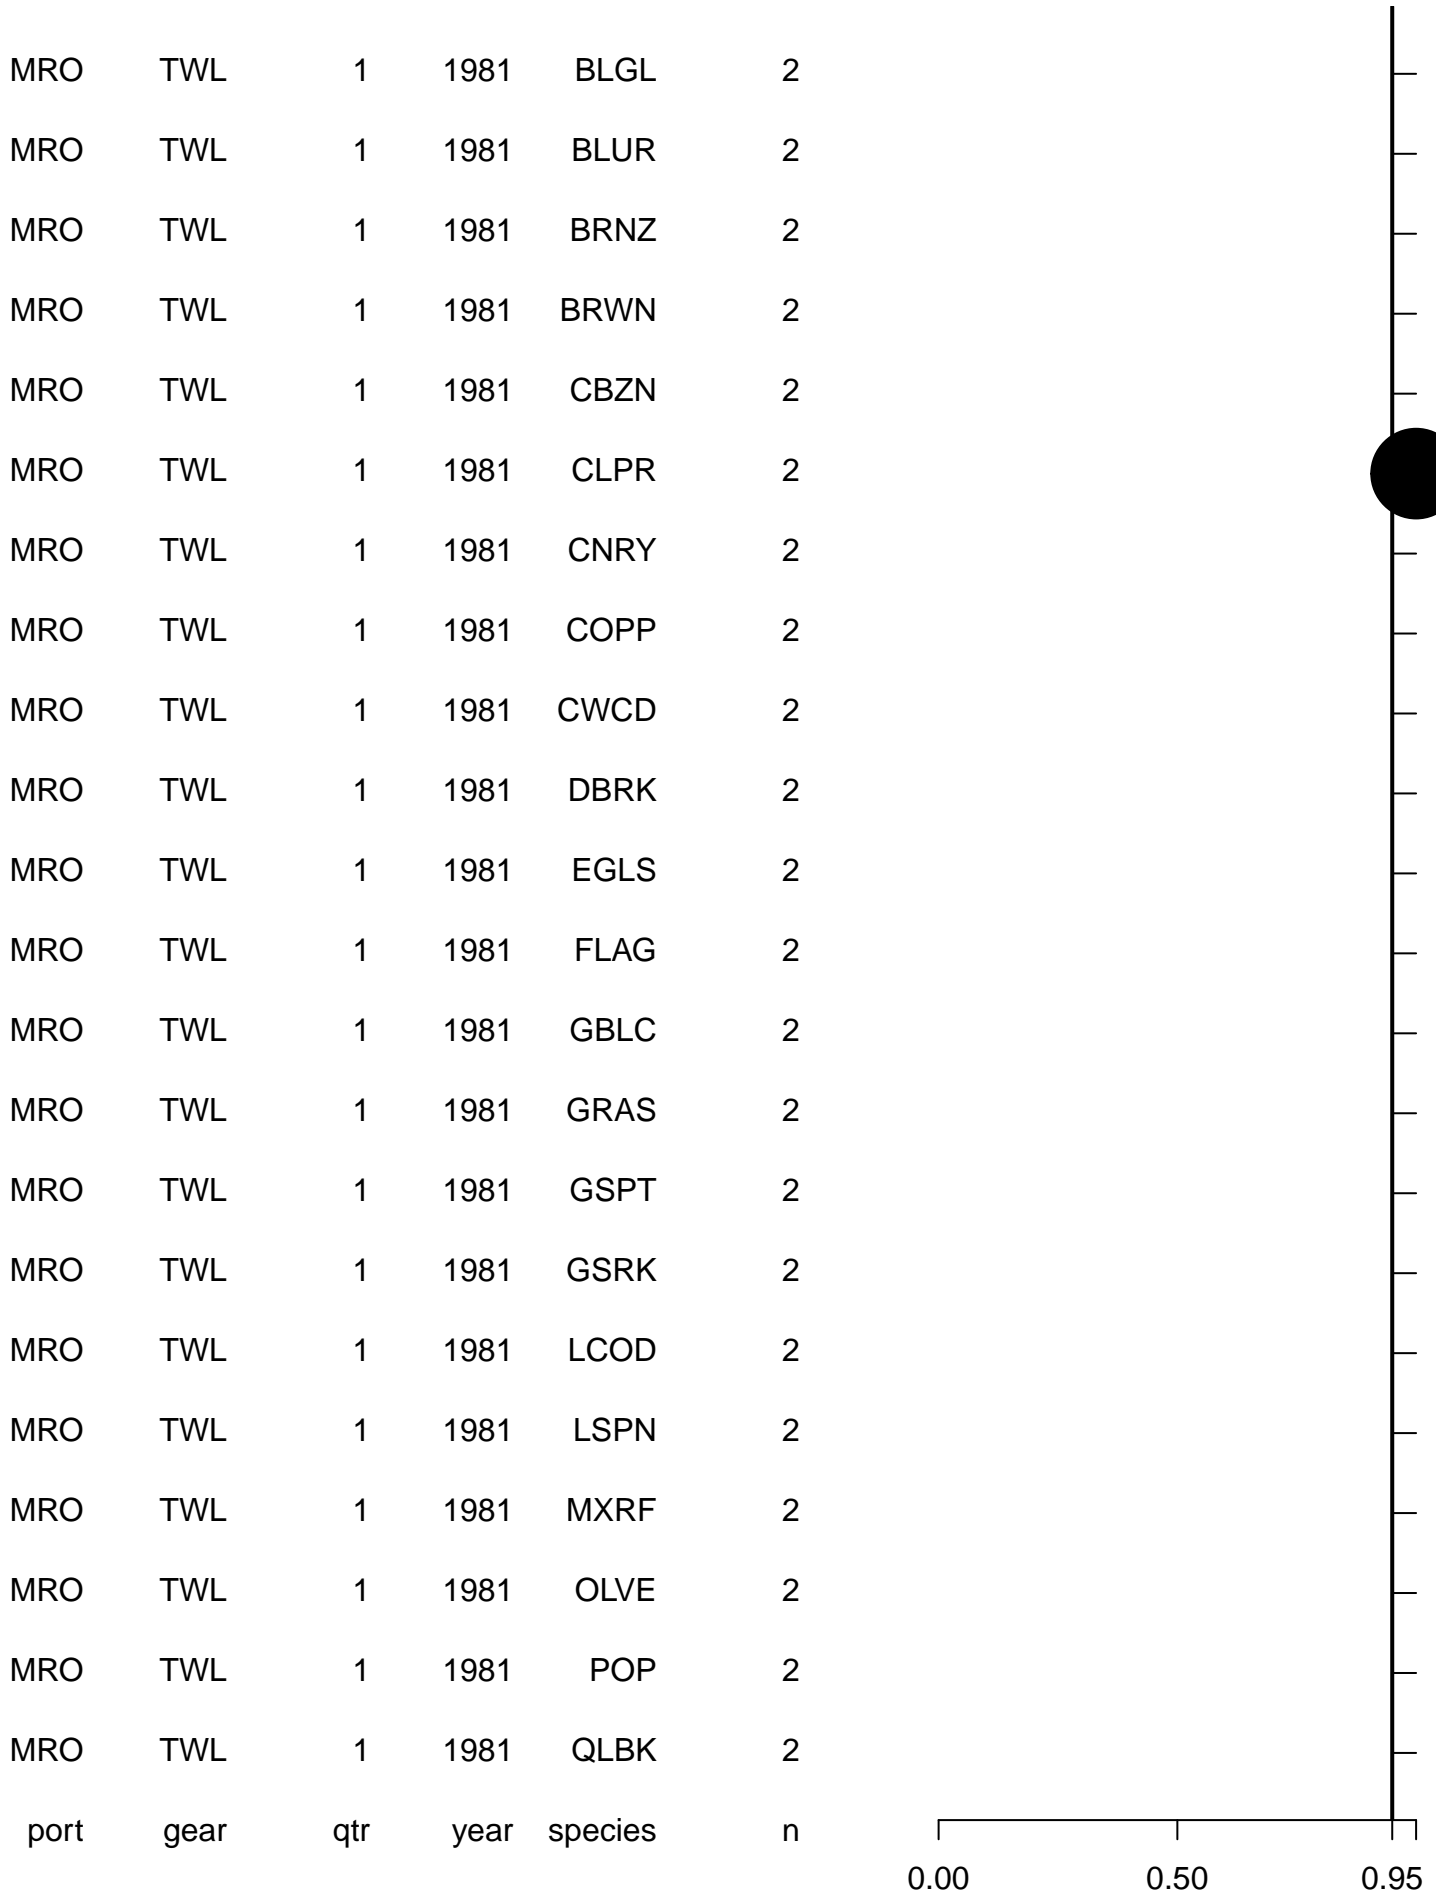 MRO TWL 1 1981 BLGL 2
MRO TWL 1 1981 BLUR 2
MRO TWL 1 1981 BRNZ 2
MRO TWL 1 1981 BRWN 2
MRO TWL 1 1981 CBZN 2
MRO TWL 1 1981 CLPR 2
MRO TWL 1 1981 CNRY 2
MRO TWL 1 1981 COPP 2
MRO TWL 1 1981 CWCD 2
MRO TWL 1 1981 DBRK 2
MRO TWL 1 1981 EGLS 2
MRO TWL 1 1981 FLAG 2
MRO TWL 1 1981 GBLC 2
MRO TWL 1 1981 GRAS 2
MRO TWL 1 1981 GSPT 2
MRO TWL 1 1981 GSRK 2
MRO TWL 1 1981 LCOD 2
MRO TWL 1 1981 LSPN 2
MRO TWL 1 1981 MXRF 2
MRO TWL 1 1981 OLVE 2
MRO TWL 1 1981 POP 2
MRO TWL 1 1981 QLBK 2
port gear qtr year species n
0.00 0.50 0.95